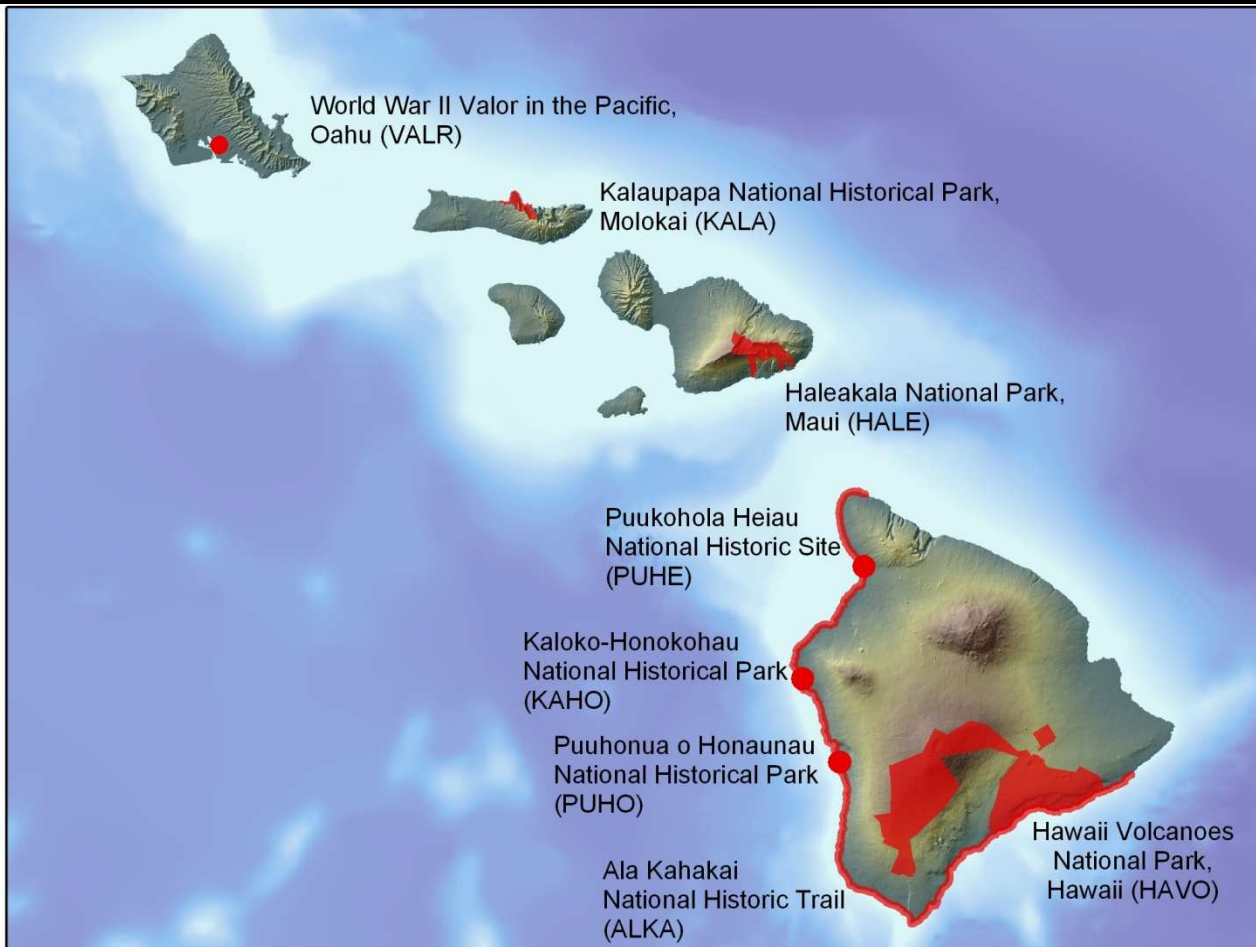 World War II Valor in the Pacific,
Oahu (VALR)
Kalaupapa National Historical Park,
Molokai (KALA)
Haleakala National Park,
Maui (HALE)
Puukohola Heiau
National Historic Site
(PUHE)
Kaloko-Honokohau
National Historical Park
(KAHO)
Puuhonua o Honaunau
National Historical Park
(PUHO)
Hawaii Volcanoes
National Park,
Hawaii (HAVO)
Ala Kahakai
National Historic Trail
(ALKA)